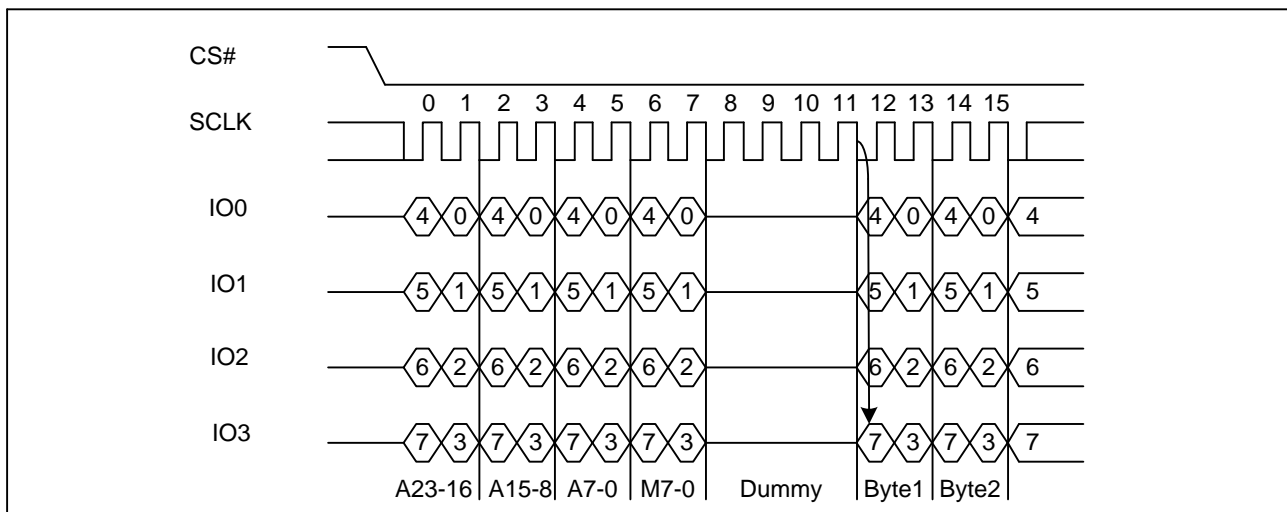 CS#
0 1 2 3 4 5 6 7 8 9 10 11 12 13 14 15
SCLK
IO0 4 0 4 0 4 0 4 0 4 0 4 0 4
IO1 5 1 5 1 5 1 5 1 5 1 5 1 5
IO2 6 2 6 2 6 2 6 2 6 2 6 2 6
IO3 7 3 7 3 7 3 7 3 7 3 7 3 7
A23-16 A15-8 A7-0 M7-0 Dummy Byte1 Byte2